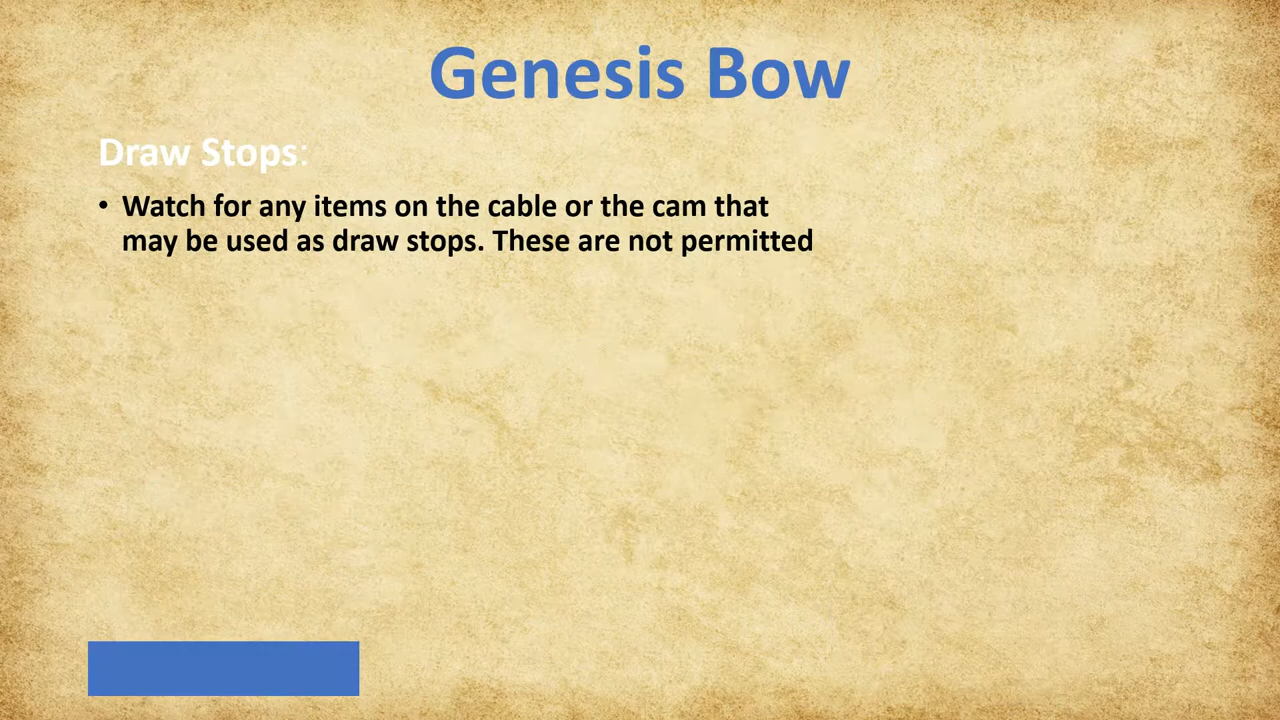 Genesis Bow
Draw Stops:
• Watch for any items on the cable or the cam that
may be used as draw stops. These are not permitted